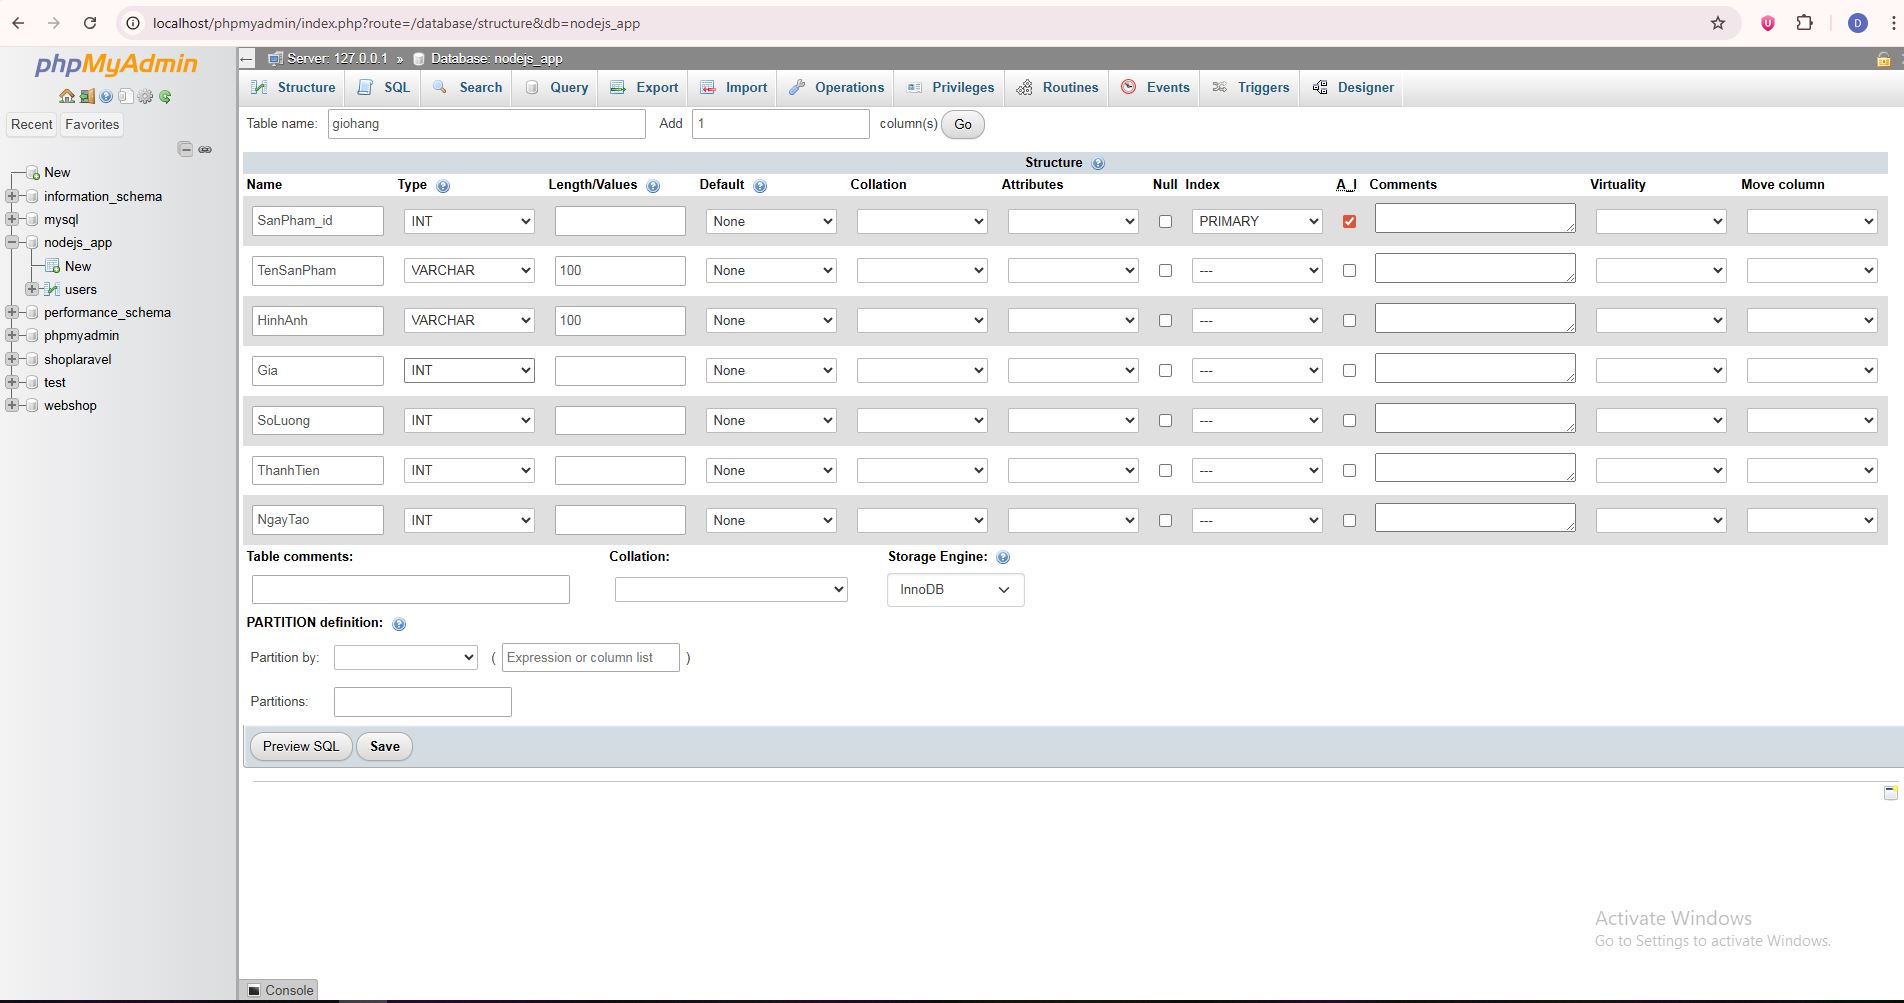 localhost/phpmyadmin/index.php?route=/database/structure&db=nodejs_app
U
D
phpMyAdmin
Recent Favorites
New
information_schema
mysql
nodejs_app
New
users
performance_schema
phpmyadmin
shoplaravel
test
webshop
Server: 127.0.0.1 » Database: nodejs_app
Structure SQL Search Query Export Import Operations Privileges Routines Events Triggers Designer
Table name: giohang Add 1 column(s) Go
Structure
Name Type Length/Values Default Collation Attributes Null Index A_I Comments Virtuality Move column
SanPham_id INT None PRIMARY
TenSanPham VARCHAR 100 None ---
HinhAnh VARCHAR 100 None ---
Gia INT None ---
SoLuong INT None ---
ThanhTien INT None ---
NgayTao INT None ---
Table comments: Collation: Storage Engine:
InnoDB
PARTITION definition:
Partition by: ( Expression or column list )
Partitions:
Preview SQL Save
Activate Windows
Go to Settings to activate Windows.
Console